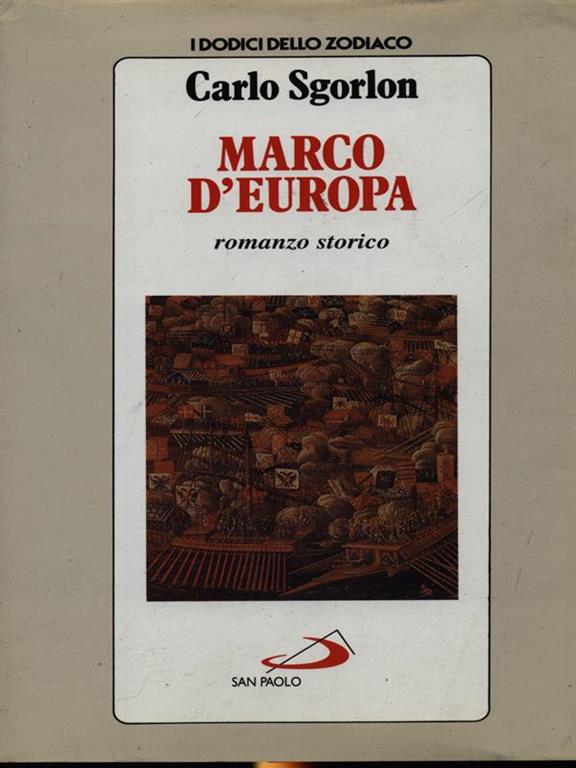 I DODICI DELLO ZODIACO
Carlo Sgorlon
MARCO
D'EUROPA
romanzo storico
SAN PAOLO